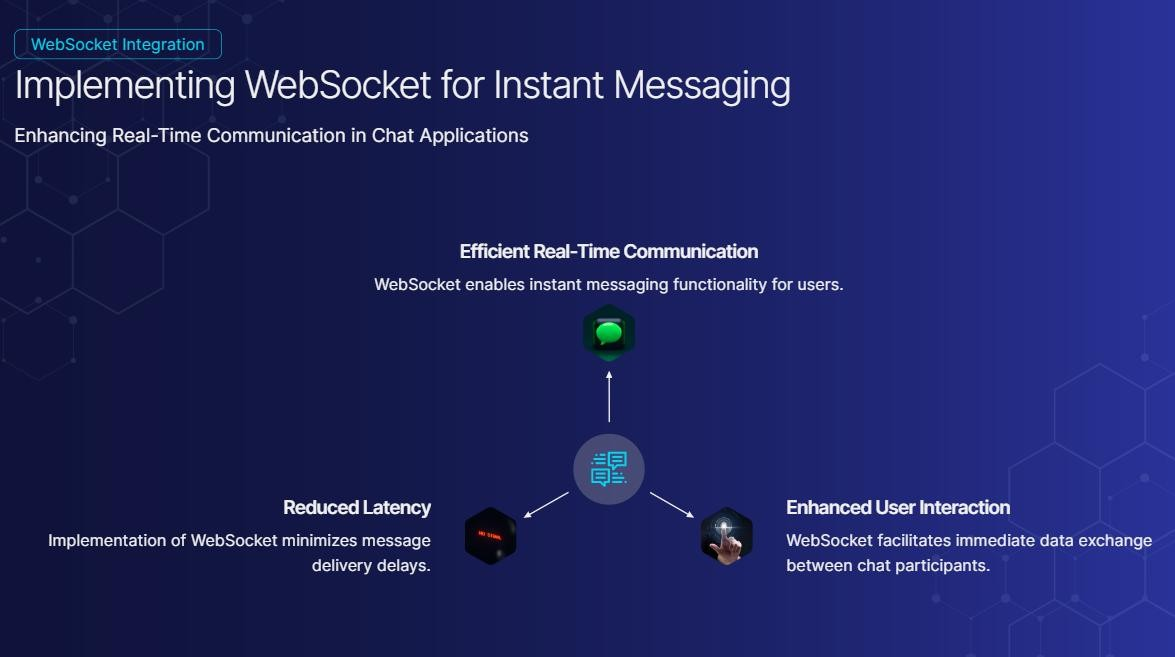 WebSocket Integration
Implementing WebSocket for Instant Messaging
Enhancing Real-Time Communication in Chat Applications
Efficient Real-Time Communication
WebSocket enables instant messaging functionality for users.
Reduced Latency
Implementation of WebSocket minimizes message
delivery delays.
NO SIGNAL
Enhanced User Interaction
WebSocket facilitates immediate data exchange
between chat participants.